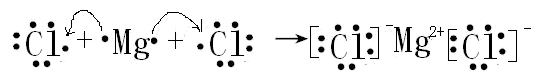 :Cl· + ·Mg· + ·Cl: → [:Cl:]⁻Mg²⁺[:Cl:]⁻